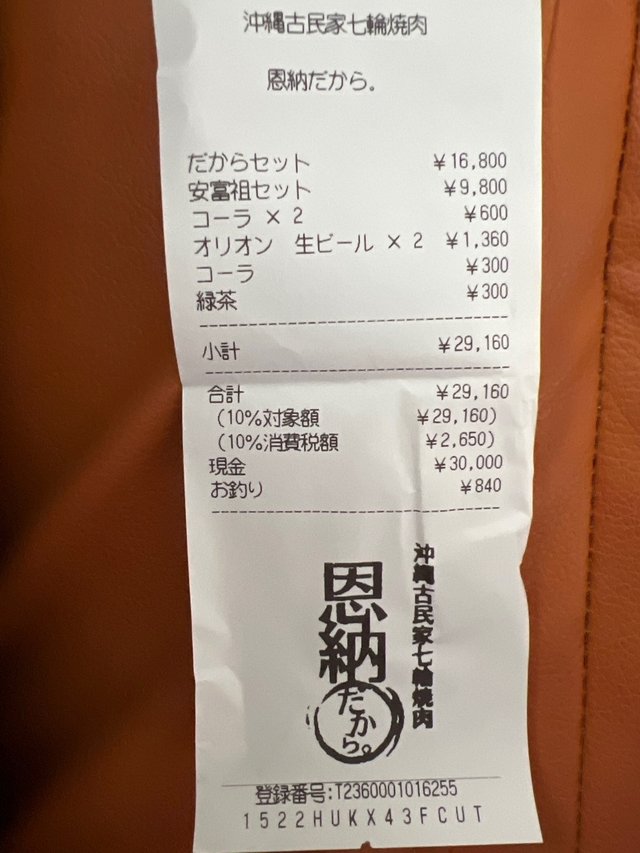 沖縄古民家七輪焼肉
恩納だから。
だからセット ¥16,800
安富祖セット ¥9,800
コーラ × 2 ¥600
オリオン 生ビール × 2 ¥1,360
コーラ ¥300
緑茶 ¥300
小計 ¥29,160
合計 ¥29,160
(10%対象額 ¥29,160)
(10%消費税額 ¥2,650)
現金 ¥30,000
お釣り ¥840
沖縄古民家七輪焼肉
恩納だから。
登録番号:T2360001016255
1522HUKX43FCUT